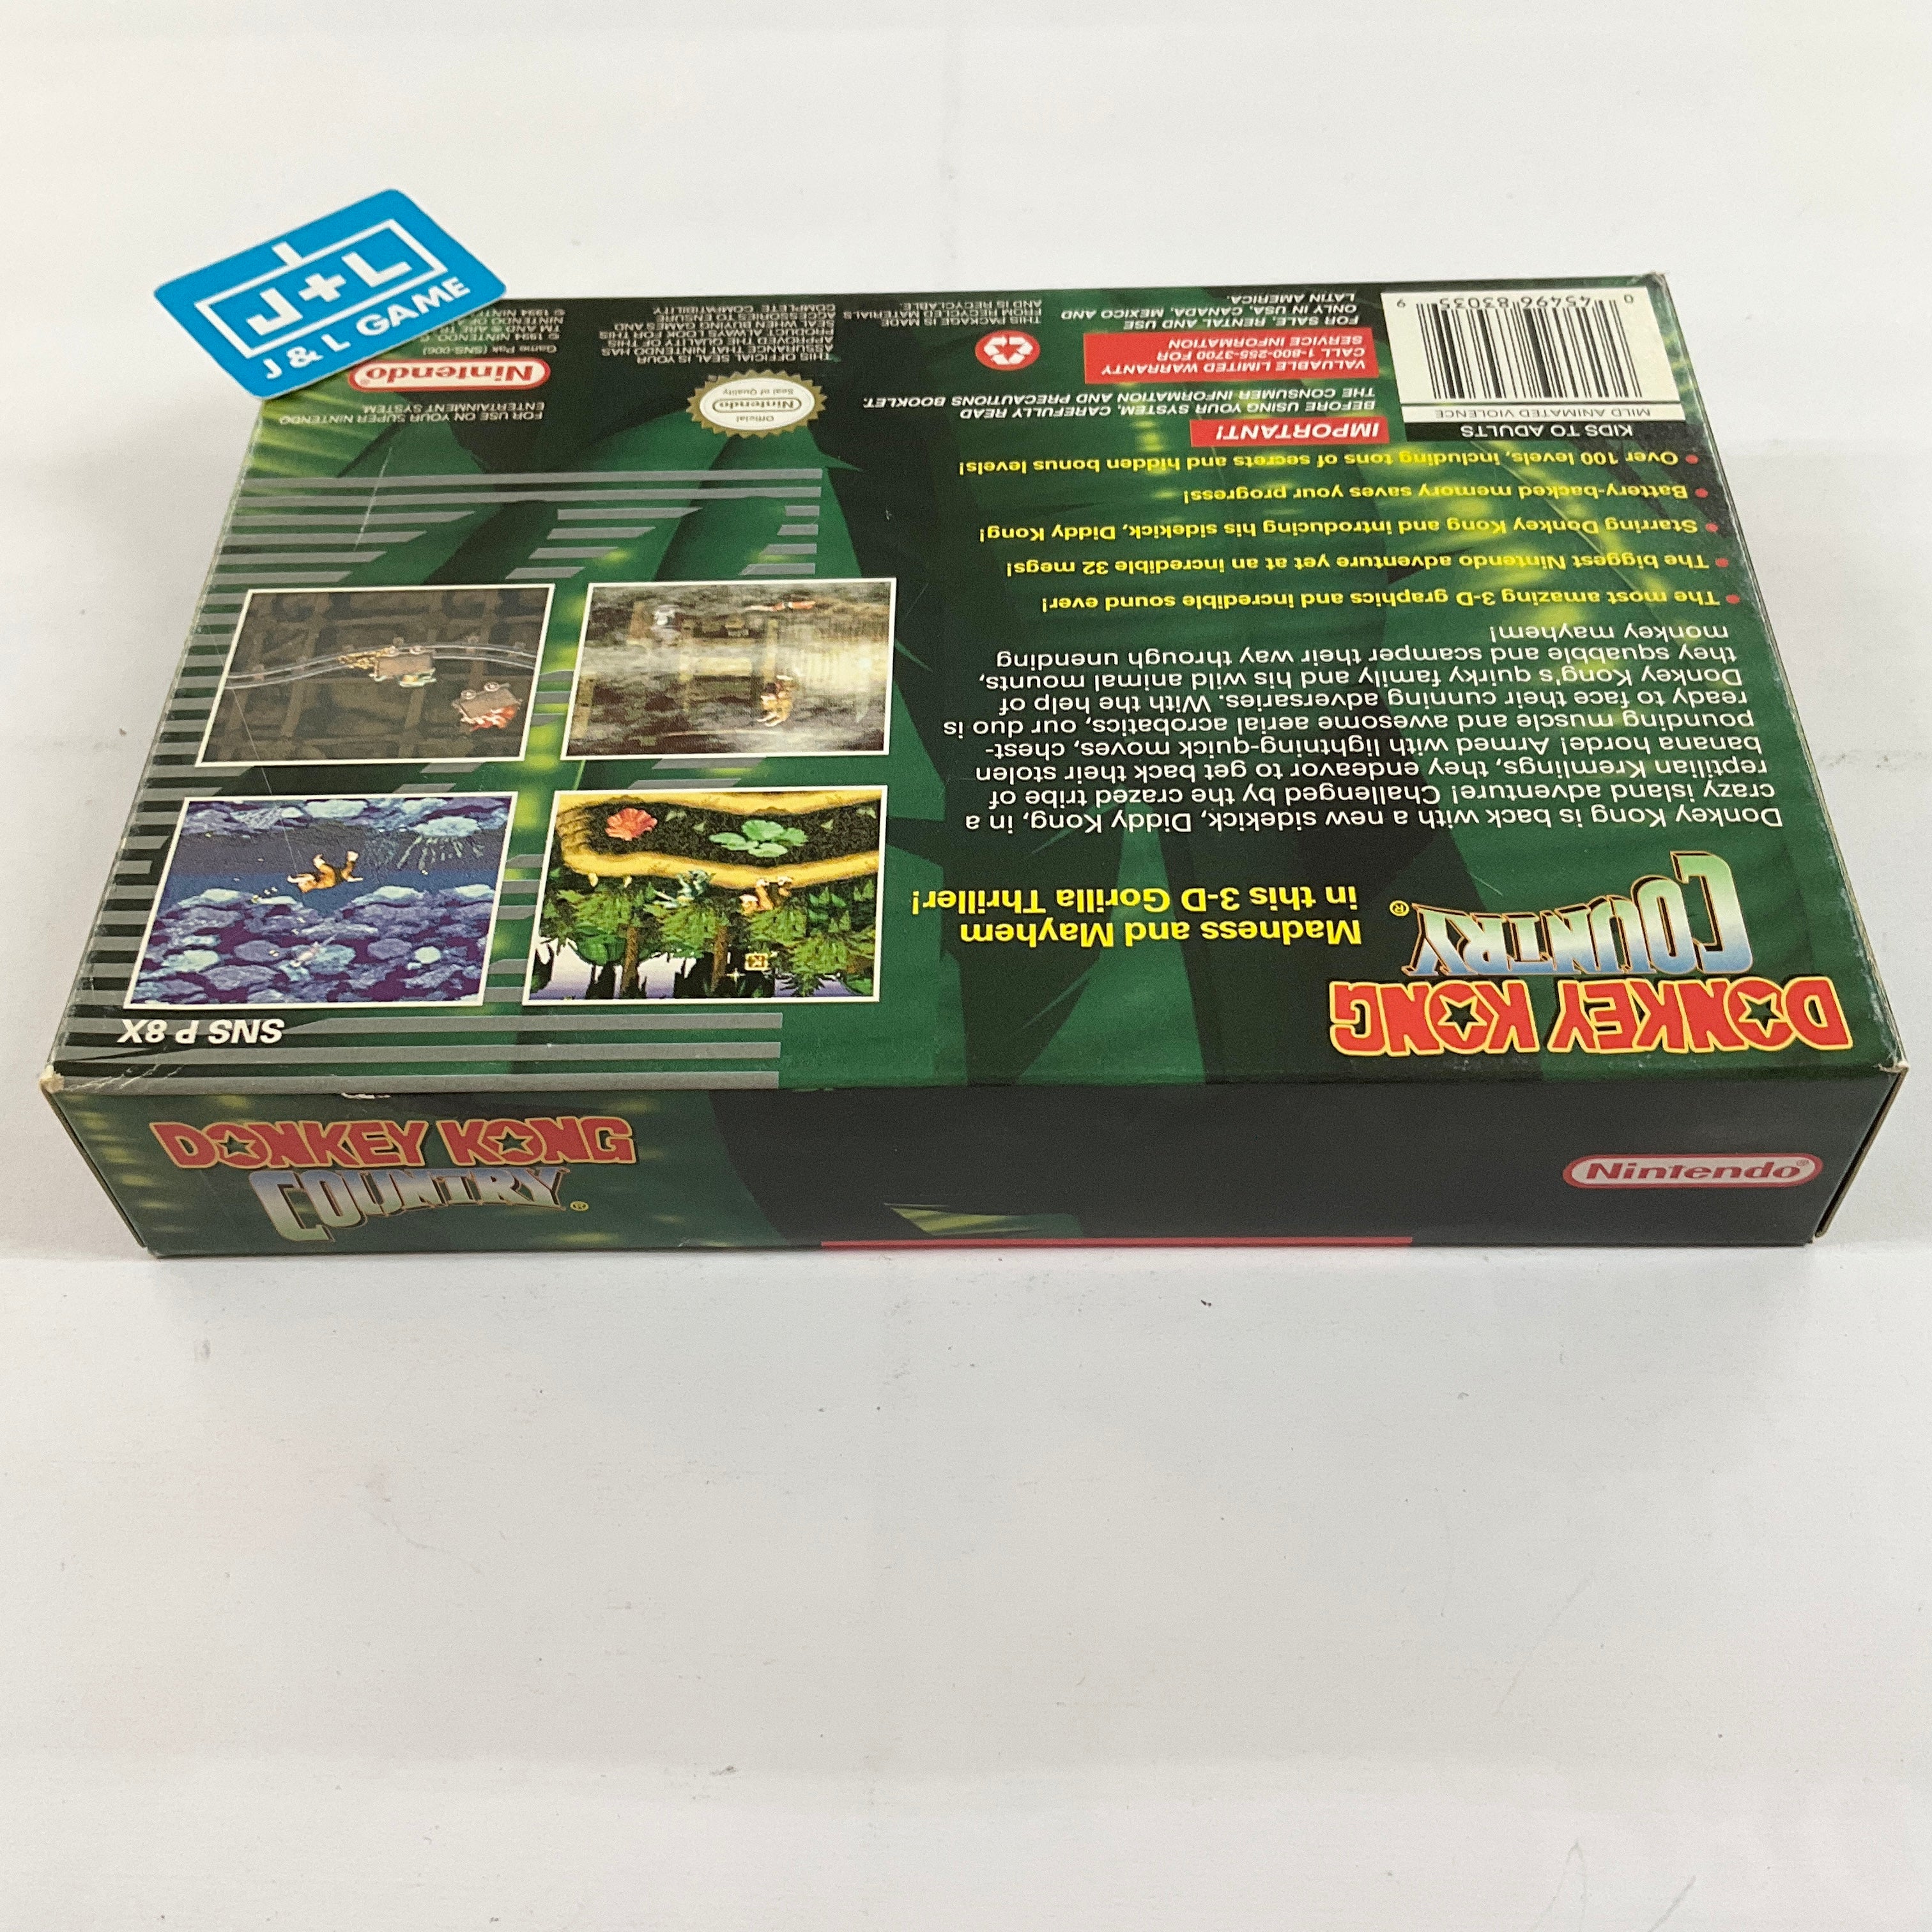 J+L
J & L GAME
DONKEY KONG
COUNTRY®
Madness and Mayhem
in this 3-D Gorilla Thriller!
SNS P 8X
Donkey Kong is back with a new sidekick, Diddy Kong, in a
crazy island adventure! Challenged by the crazed tribe of
reptilian Kremlings, they endeavor to get back their stolen
banana horde! Armed with lightning-quick moves, chest-
pounding muscle and awesome aerial acrobatics, our duo is
ready to face their cunning adversaries. With the help of
Donkey Kong's quirky family and his wild animal mounts,
they squabble and scamper their way through unending
monkey mayhem!
• The most amazing 3-D graphics and incredible sound ever!
• The biggest Nintendo adventure yet at an incredible 32 megs!
• Starring Donkey Kong and introducing his sidekick, Diddy Kong!
• Battery-backed memory saves your progress!
• Over 100 levels, including tons of secrets and hidden bonus levels!
KIDS TO ADULTS
MILD ANIMATED VIOLENCE
0 45496 83035 9
IMPORTANT!
BEFORE USING YOUR SYSTEM, CAREFULLY READ
THE CONSUMER INFORMATION AND PRECAUTIONS BOOKLET.
VALUABLE LIMITED WARRANTY
CALL 1-800-255-3700 FOR
SERVICE INFORMATION
FOR SALE, RENTAL AND USE
ONLY IN USA, CANADA, MEXICO AND
LATIN AMERICA.
THIS PACKAGE IS MADE
FROM RECYCLED MATERIALS
AND IS RECYCLABLE.
Official
Nintendo
Seal of Quality
THIS OFFICIAL SEAL IS YOUR
ASSURANCE THAT NINTENDO HAS
APPROVED THE QUALITY OF THIS
PRODUCT. ALWAYS LOOK FOR THIS
SEAL WHEN BUYING GAMES AND
ACCESSORIES TO ENSURE
COMPLETE COMPATIBILITY.
FOR USE ON YOUR SUPER NINTENDO
ENTERTAINMENT SYSTEM
Nintendo®
Game Pak (SNS-006)
© 1994 NINTENDO
TM AND ® ARE
NINTENDO
© 1994 NINTEN
DONKEY KONG
COUNTRY®
Nintendo®